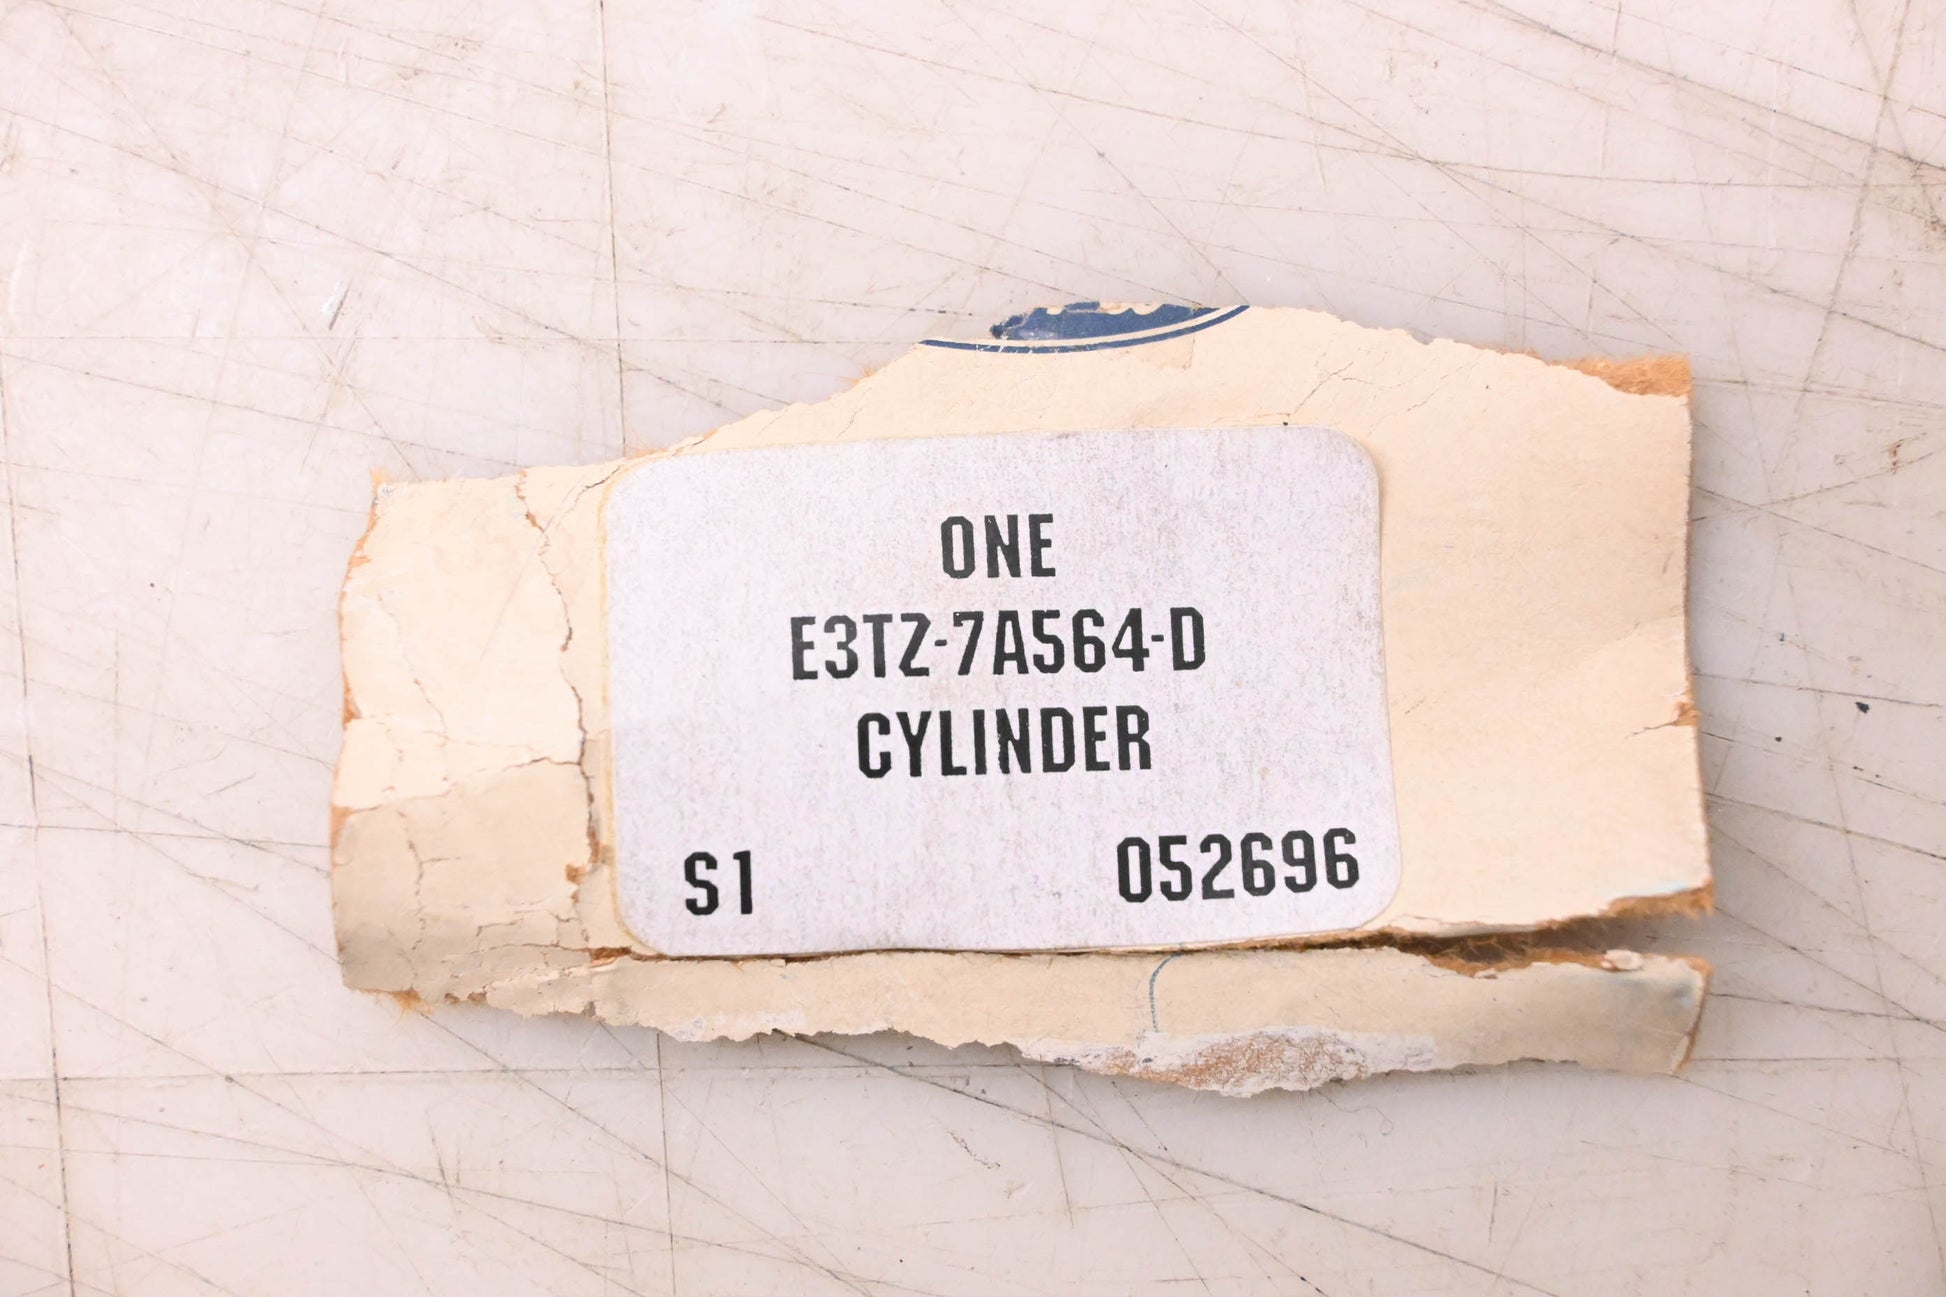 ONE
E3TZ-7A564-D
CYLINDER
S1 052696